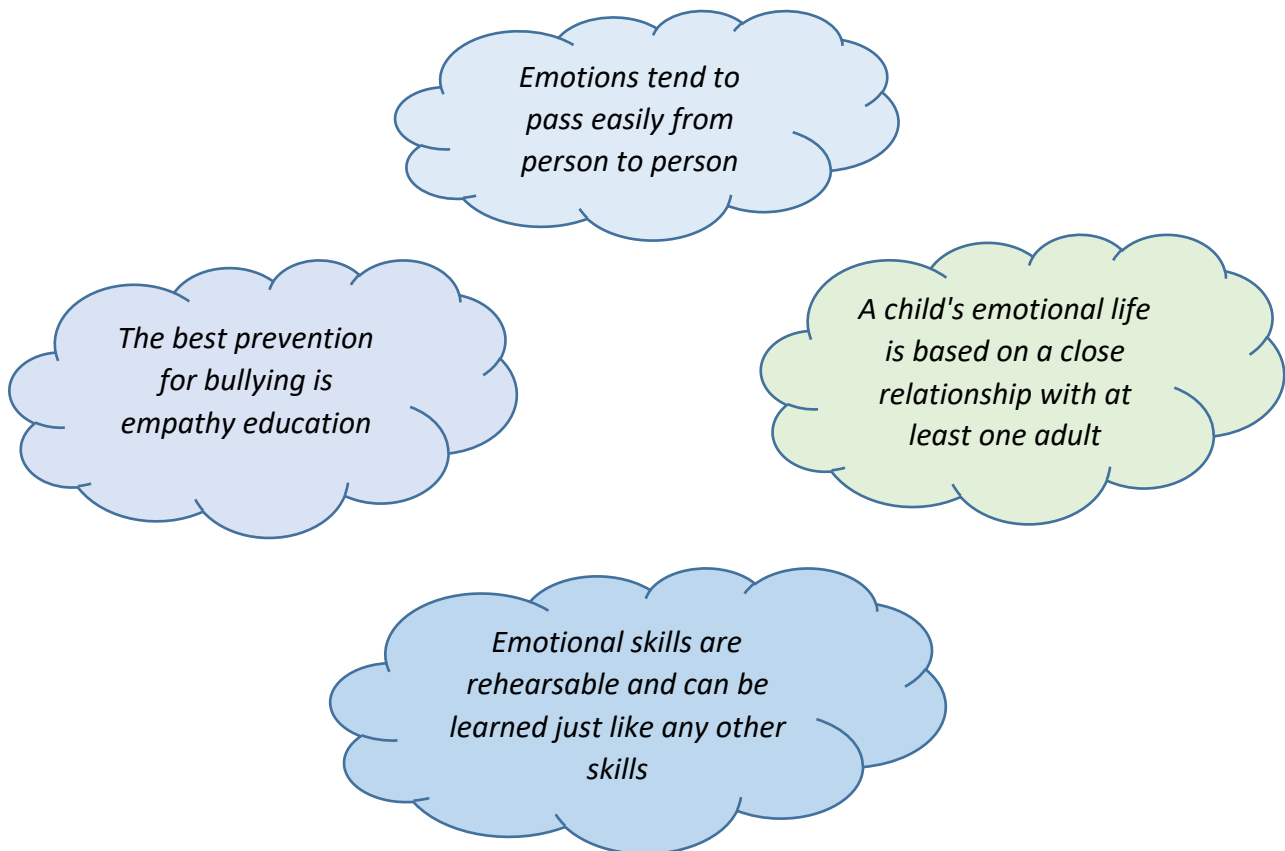 Emotions tend to
pass easily from
person to person
The best prevention
for bullying is
empathy education
A child's emotional life
is based on a close
relationship with at
least one adult
Emotional skills are
rehearsable and can be
learned just like any other
skills